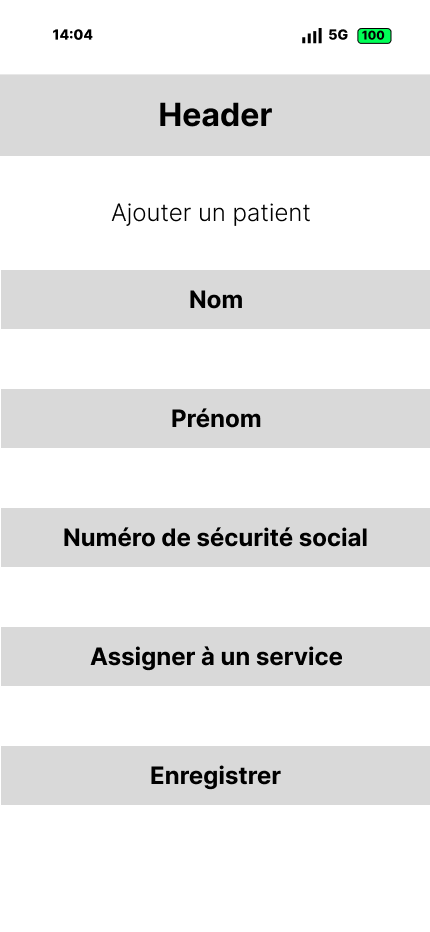 14:04 5G 100
Header
Ajouter un patient
Nom
Prénom
Numéro de sécurité social
Assigner à un service
Enregistrer